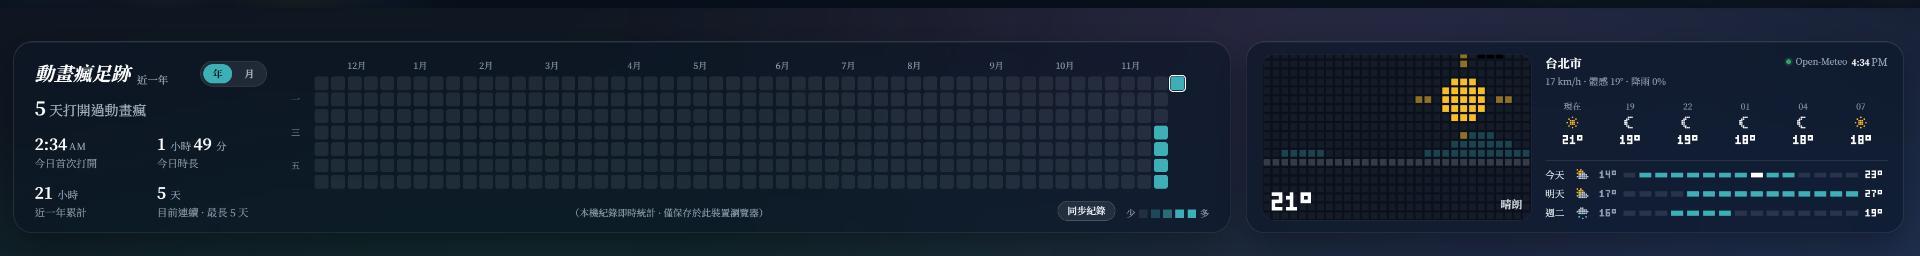 動畫瘋足跡 近一年
年 月
5 天打開過動畫瘋
2:34 AM
今日首次打開
1 小時 49 分
今日時長
21 小時
近一年累計
5 天
目前連續 · 最長 5 天
12月 1月 2月 3月 4月 5月 6月 7月 8月 9月 10月 11月
一
三
五
（本機紀錄即時統計 · 僅保存於此裝置瀏覽器）
同步紀錄
少 多
21°
晴朗
台北市
Open-Meteo 4:34 PM
17 km/h · 體感 19° · 降雨 0%
現在 19 22 01 04 07
21° 19° 19° 18° 18° 18°
今天 14° 23°
明天 17° 27°
週二 16° 19°